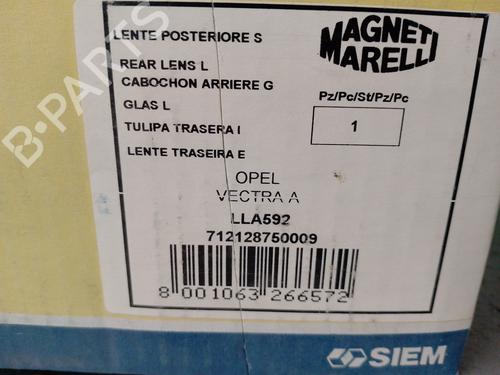 LENTE POSTERIORE S
REAR LENS L
CABOCHON ARRIERE G
GLAS L
TULIPA TRASERA I
LENTE TRASEIRA E
MAGNETI
MARELLI
Pz/Pc/St/Pz/Pc
1
OPEL
VECTRA A
LLA592
712128750009
8 001063 266572
SIEM
B-PARTS